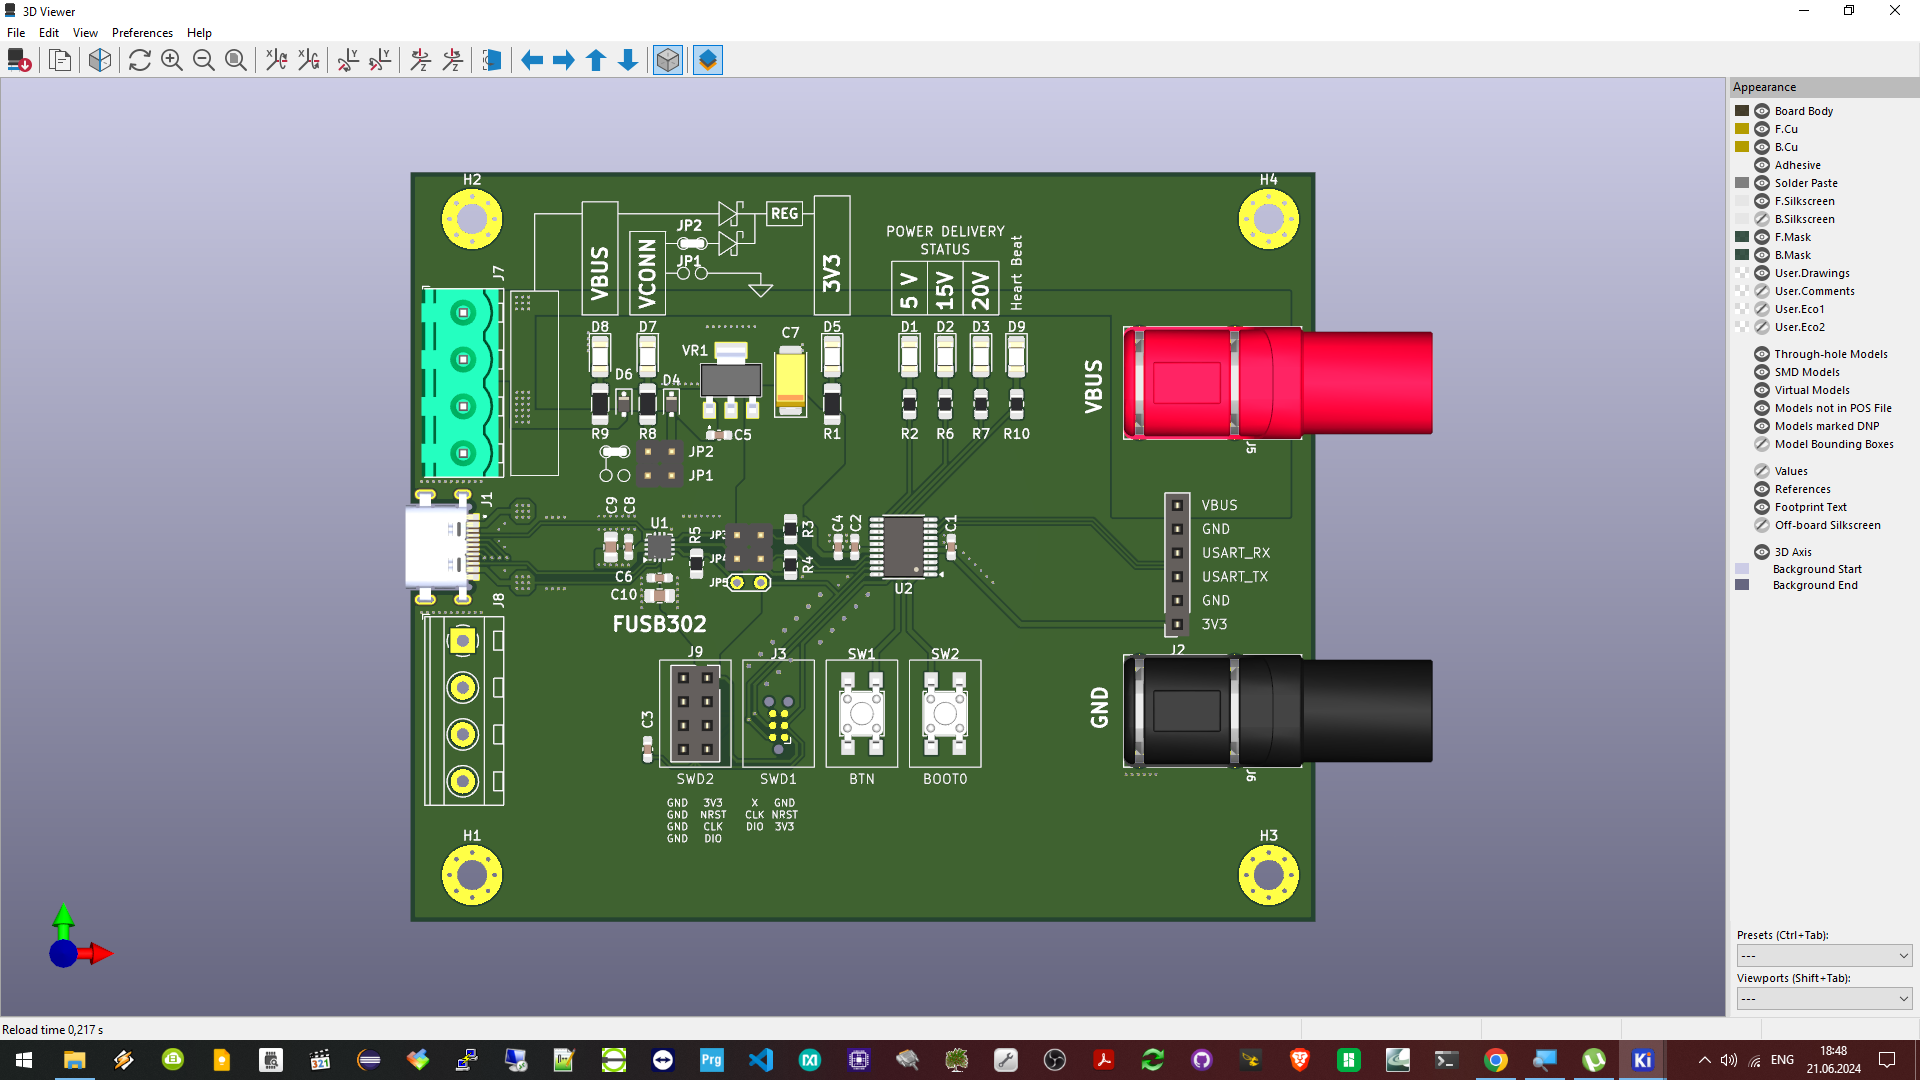 3D Viewer
File Edit View Preferences Help
Appearance
Board Body
F.Cu
B.Cu
Adhesive
Solder Paste
F.Silkscreen
B.Silkscreen
F.Mask
B.Mask
User.Drawings
User.Comments
User.Eco1
User.Eco2
Through-hole Models
SMD Models
Virtual Models
Models not in POS File
Models marked DNP
Model Bounding Boxes
Values
References
Footprint Text
Off-board Silkscreen
3D Axis
Background Start
Background End
Presets (Ctrl+Tab):
---
Viewports (Shift+Tab):
---
H2
H4
REG
JP2
JP1
VBUS
VCONN
3V3
POWER DELIVERY
STATUS
5 V
15V
20V
Heart Beat
J7
D8 D7 D5 D1 D2 D3 D9
C7
VR1
D6 D4
R9 R8 C5 R1 R2 R6 R7 R10
JP2
JP1
VBUS
J5
J1
C9 C8
U1
R5
JP3
JP4
JP5
R3
R4
C4 C2
C1
U2
C6
C10
FUSB302
VBUS
GND
USART_RX
USART_TX
GND
3V3
J2
J8
J9 J3 SW1 SW2
C3
GND
J6
SWD2 SWD1 BTN BOOT0
GND 3V3 X GND
GND NRST CLK NRST
GND CLK DIO 3V3
GND DIO
H1
H3
Reload time 0,217 s
321
Prg
Ki
ENG
18:48
21.06.2024